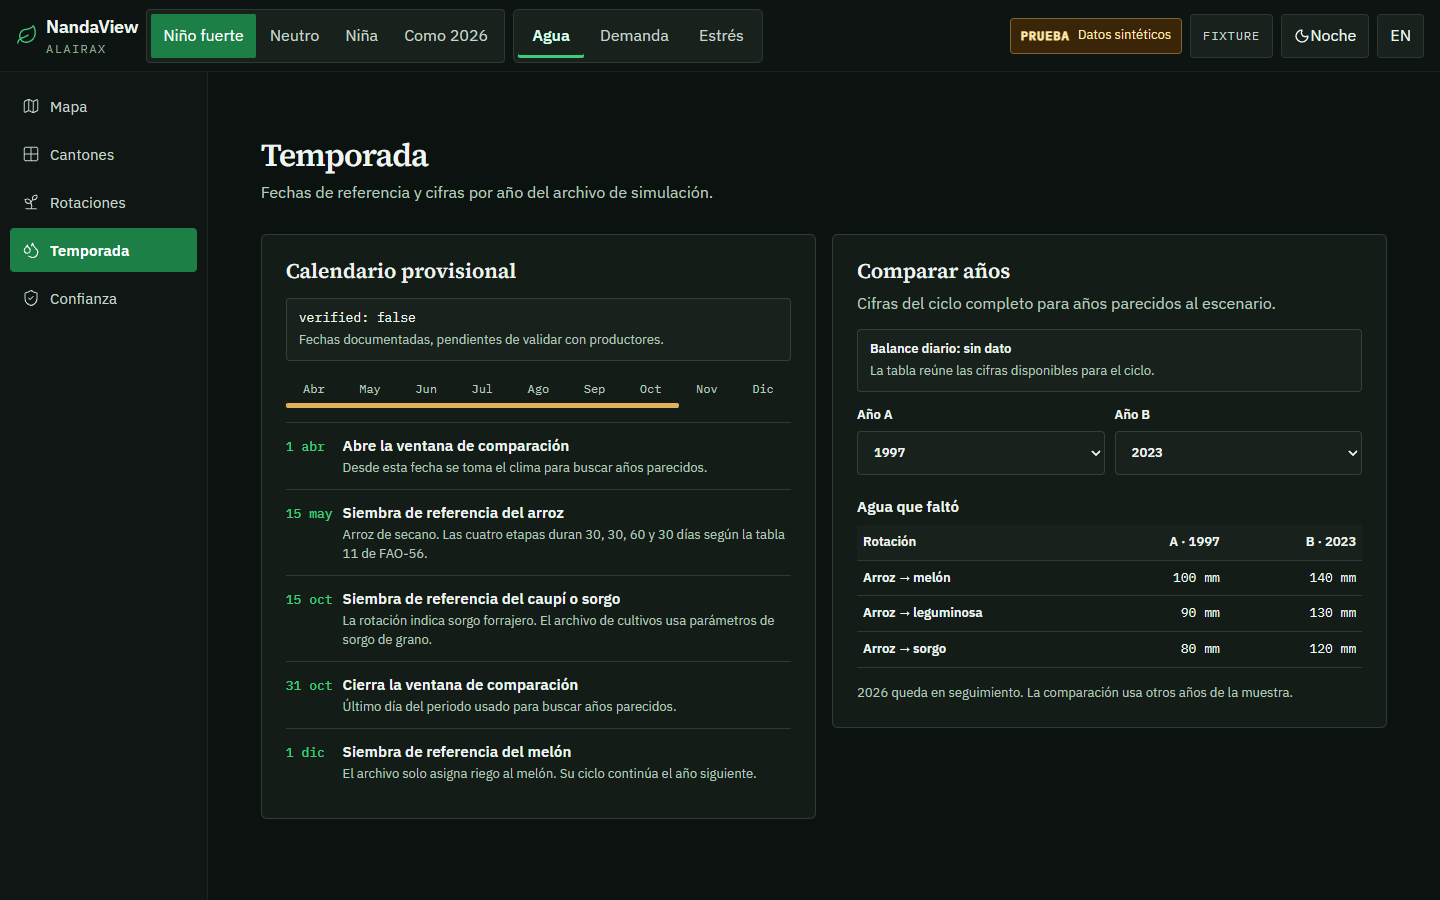 NandaView
ALAIRAX
Niño fuerte
Neutro
Niña
Como 2026
Agua
Demanda
Estrés
PRUEBA Datos sintéticos
FIXTURE
Noche
EN
Mapa
Cantones
Rotaciones
Temporada
Confianza
Temporada
Fechas de referencia y cifras por año del archivo de simulación.
Calendario provisional
verified: false
Fechas documentadas, pendientes de validar con productores.
Abr May Jun Jul Ago Sep Oct Nov Dic
1 abr Abre la ventana de comparación
Desde esta fecha se toma el clima para buscar años parecidos.
15 may Siembra de referencia del arroz
Arroz de secano. Las cuatro etapas duran 30, 30, 60 y 30 días según la tabla
11 de FAO-56.
15 oct Siembra de referencia del caupí o sorgo
La rotación indica sorgo forrajero. El archivo de cultivos usa parámetros de
sorgo de grano.
31 oct Cierra la ventana de comparación
Último día del periodo usado para buscar años parecidos.
1 dic Siembra de referencia del melón
El archivo solo asigna riego al melón. Su ciclo continúa el año siguiente.
Comparar años
Cifras del ciclo completo para años parecidos al escenario.
Balance diario: sin dato
La tabla reúne las cifras disponibles para el ciclo.
Año A Año B
1997 2023
Agua que faltó
Rotación A · 1997 B · 2023
Arroz → melón 100 mm 140 mm
Arroz → leguminosa 90 mm 130 mm
Arroz → sorgo 80 mm 120 mm
2026 queda en seguimiento. La comparación usa otros años de la muestra.